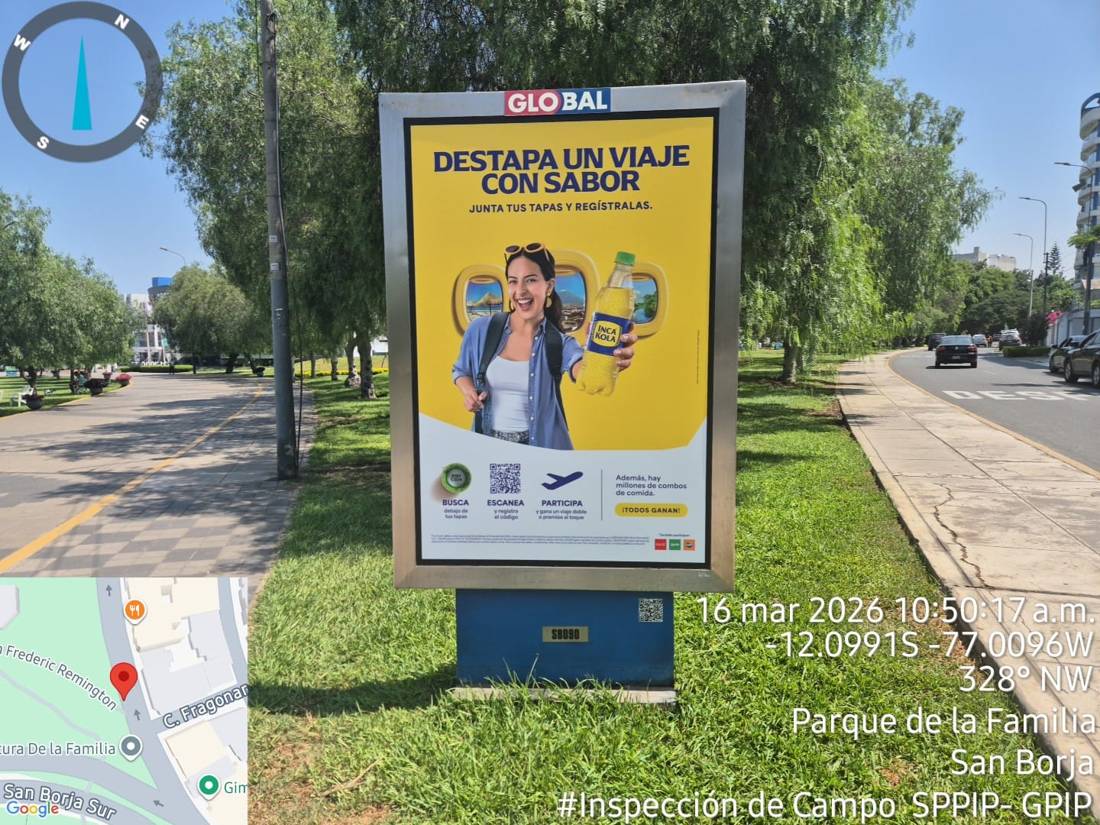 N
W
E
S
GLOBAL
DESTAPA UN VIAJE
CON SABOR
JUNTA TUS TAPAS Y REGÍSTRALAS.
INCA
KOLA
BUSCA
debajo de
tus tapas
ESCANEA
y registra
el código
PARTICIPA
y gana un viaje doble
o premios al toque
Además, hay
millones de combos
de comida.
¡TODOS GANAN!
SB090
DES
16 mar 2026 10:50:17 a.m.
-12.0991S -77.0096W
328° NW
Parque de la Familia
San Borja
#Inspección de Campo SPPIP- GPIP
Frederic Remington
C. Fragonar
tura De la Familia
San Borja Sur
Gim
Google